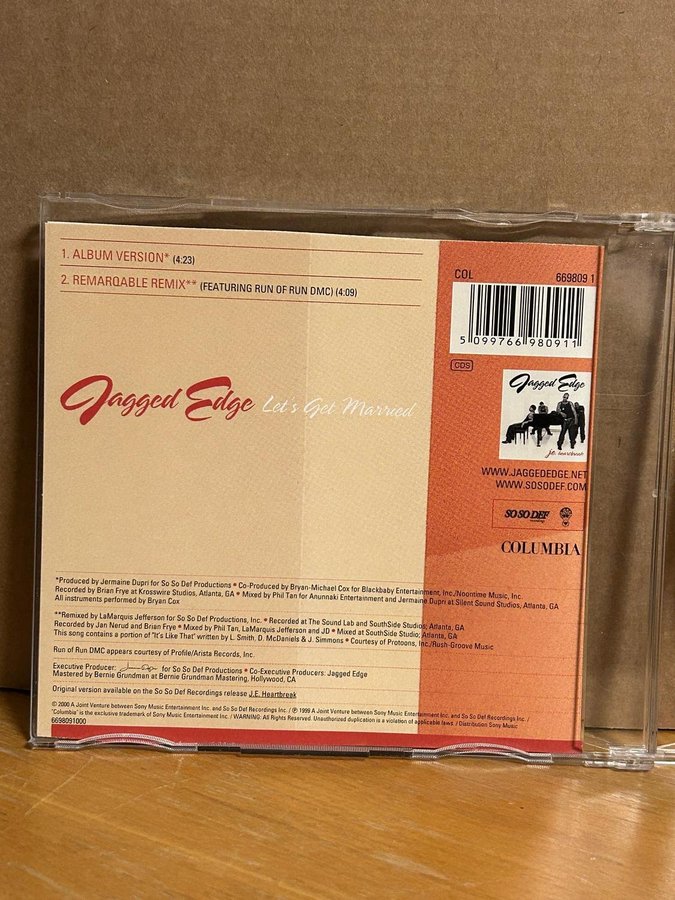 1. ALBUM VERSION* (4:23)
2. REMARQABLE REMIX** (FEATURING RUN OF RUN DMC) (4:09)
COL 669809 1
5 099766 980911
CDS
Jagged Edge Let's Get Married
Jagged Edge
J.E. Heartbreak
WWW.JAGGEDEDGE.NET
WWW.SOSODEF.COM
SO SO DEF
recordings
COLUMBIA
*Produced by Jermaine Dupri for So So Def Productions • Co-Produced by Bryan-Michael Cox for Blackbaby Entertainment, Inc./Noontime Music, Inc.
Recorded by Brian Frye at Krosswire Studios, Atlanta, GA • Mixed by Phil Tan for Anunnaki Entertainment and Jermaine Dupri at Silent Sound Studios, Atlanta, GA
All instruments performed by Bryan Cox
**Remixed by LaMarquis Jefferson for So So Def Productions, Inc. • Recorded at The Sound Lab and SouthSide Studios; Atlanta, GA
Recorded by Jan Nerud and Brian Frye • Mixed by Phil Tan, LaMarquis Jefferson and JD • Mixed at SouthSide Studio; Atlanta, GA
This song contains a portion of "It's Like That" written by L. Smith, D. McDaniels & J. Simmons • Courtesy of Protoons, Inc./Rush-Groove Music
Run of Run DMC appears courtesy of Profile/Arista Records, Inc.
Executive Producer: for So So Def Productions • Co-Executive Producers: Jagged Edge
Mastered by Bernie Grundman at Bernie Grundman Mastering, Hollywood, CA
Original version available on the So So Def Recordings release J.E. Heartbreak
© 2000 A Joint Venture between Sony Music Entertainment Inc. and So So Def Recordings Inc. / ℗ 1999 A Joint Venture between Sony Music Entertainment Inc. and So So Def Recordings Inc. /
"Columbia" is the exclusive trademark of Sony Music Entertainment Inc. / WARNING: All Rights Reserved. Unauthorized duplication is a violation of applicable laws. / Distribution Sony Music
6698091000